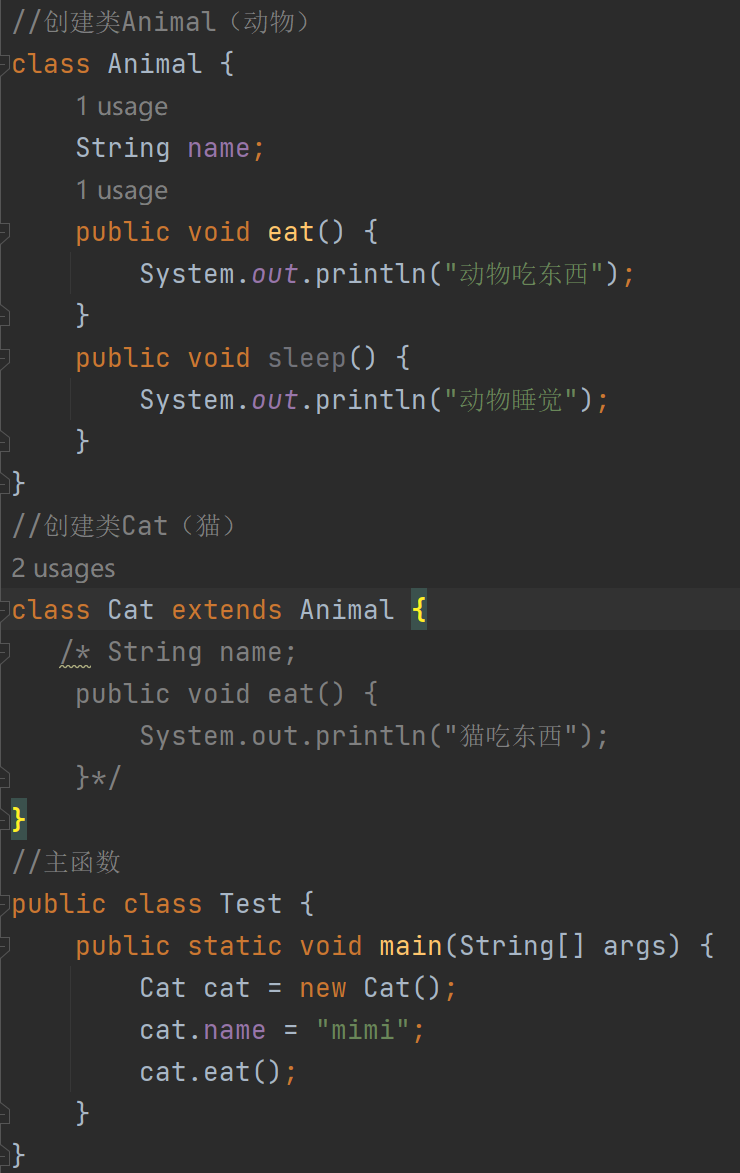 //创建类Animal（动物）
class Animal {
1 usage
String name;
1 usage
public void eat() {
System.out.println("动物吃东西");
}
public void sleep() {
System.out.println("动物睡觉");
}
}
//创建类Cat（猫）
2 usages
class Cat extends Animal {
/* String name;
public void eat() {
System.out.println("猫吃东西");
}*/
}
//主函数
public class Test {
public static void main(String[] args) {
Cat cat = new Cat();
cat.name = "mimi";
cat.eat();
}
}